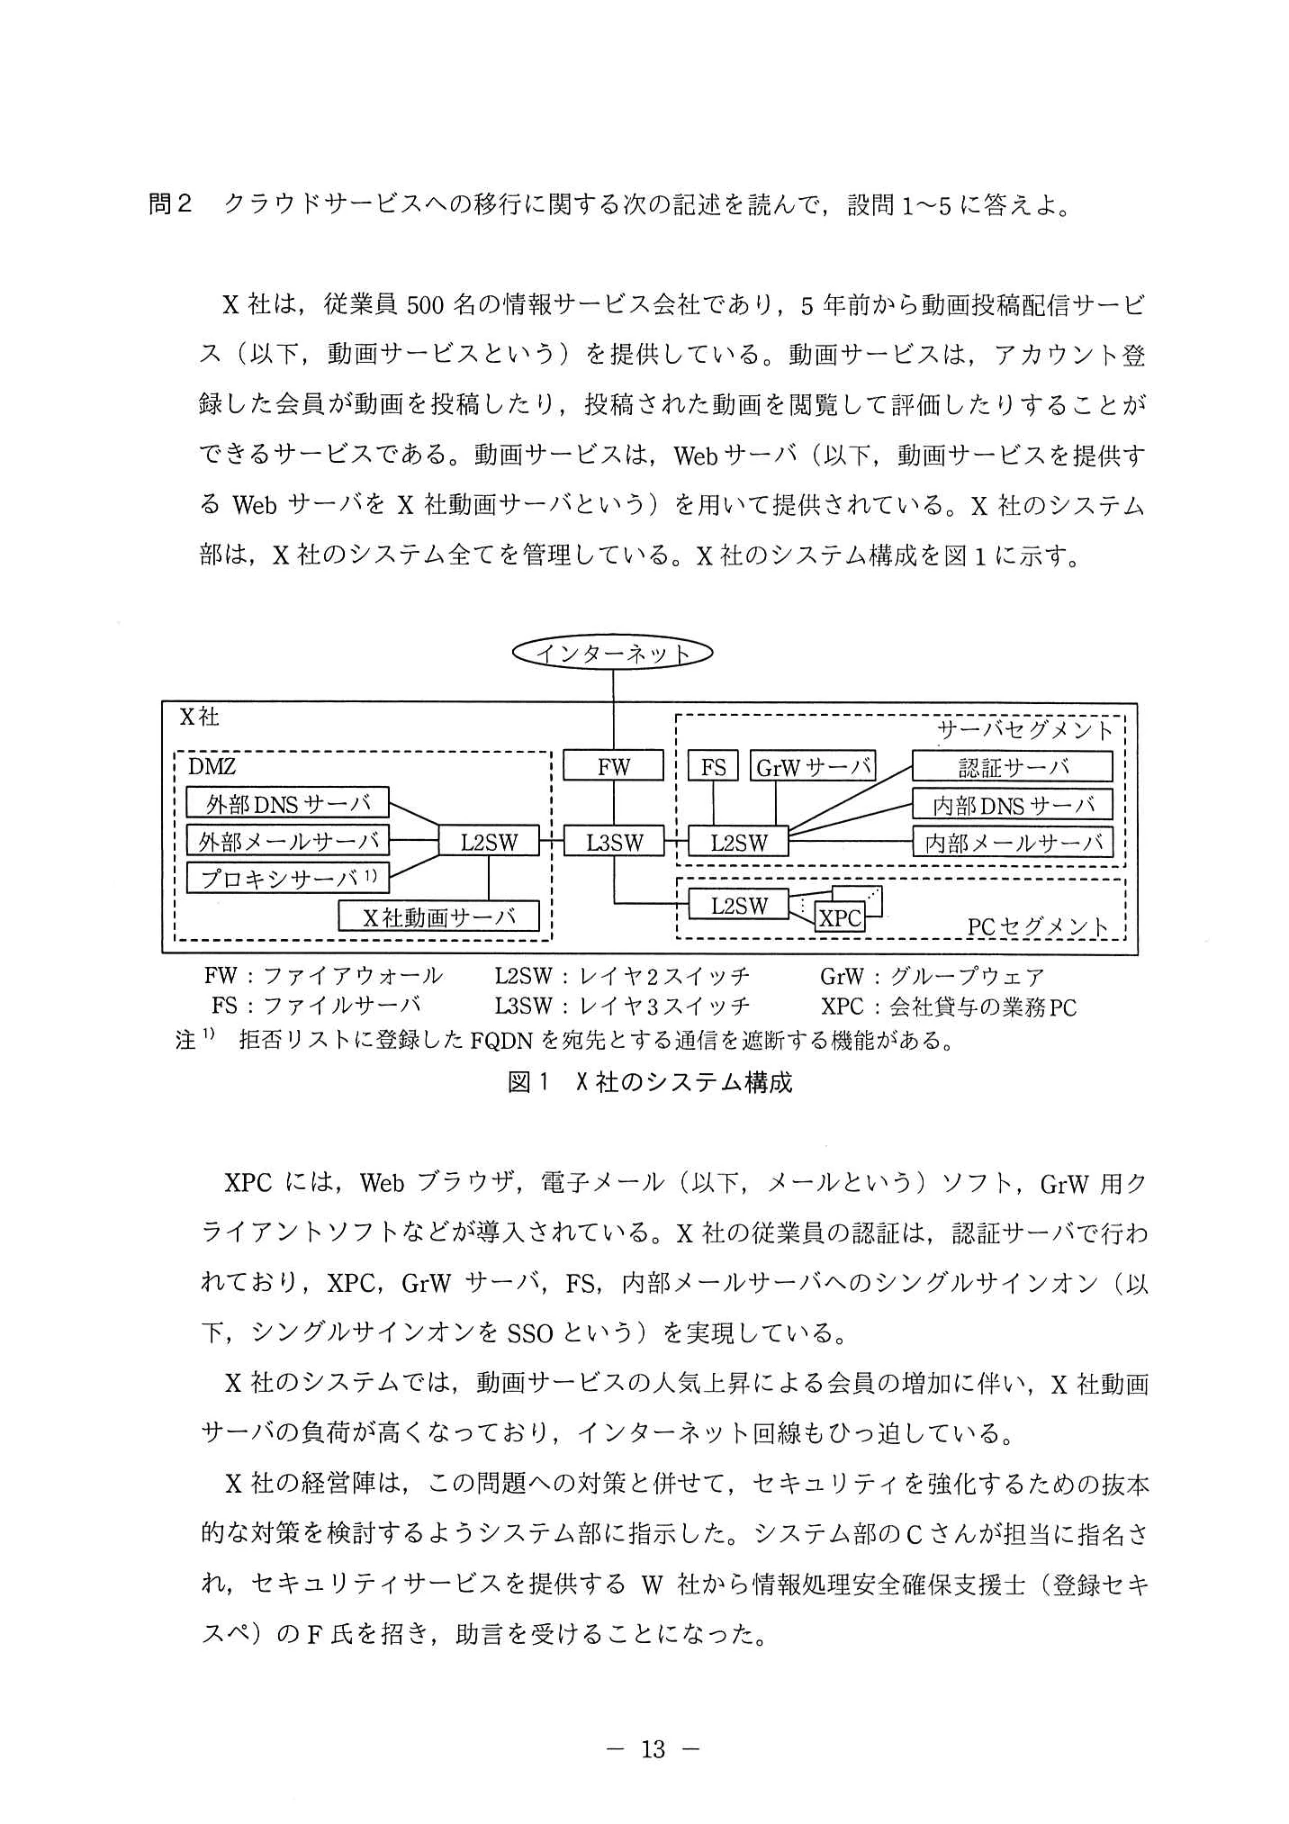 問2 クラウドサービスへの移行に関する次の記述を読んで，設問1～5に答えよ。
X社は，従業員500名の情報サービス会社であり，5年前から動画投稿配信サービ
ス（以下，動画サービスという）を提供している。動画サービスは，アカウント登
録した会員が動画を投稿したり，投稿された動画を閲覧して評価したりすることが
できるサービスである。動画サービスは，Webサーバ（以下，動画サービスを提供す
るWebサーバをX社動画サーバという）を用いて提供されている。X社のシステム
部は，X社のシステム全てを管理している。X社のシステム構成を図1に示す。
インターネット
X社
サーバセグメント
DMZ
FW
FS
GrWサーバ
認証サーバ
外部DNSサーバ
内部DNSサーバ
外部メールサーバ
L2SW
L3SW
L2SW
内部メールサーバ
プロキシサーバ1)
X社動画サーバ
L2SW
XPC
PCセグメント
FW：ファイアウォール L2SW：レイヤ2スイッチ GrW：グループウェア
FS：ファイルサーバ L3SW：レイヤ3スイッチ XPC：会社貸与の業務PC
注1) 拒否リストに登録したFQDNを宛先とする通信を遮断する機能がある。
図1 X社のシステム構成
XPCには，Webブラウザ，電子メール（以下，メールという）ソフト，GrW用ク
ライアントソフトなどが導入されている。X社の従業員の認証は，認証サーバで行わ
れており，XPC，GrWサーバ，FS，内部メールサーバへのシングルサインオン（以
下，シングルサインオンをSSOという）を実現している。
X社のシステムでは，動画サービスの人気上昇による会員の増加に伴い，X社動画
サーバの負荷が高くなっており，インターネット回線もひっ迫している。
X社の経営陣は，この問題への対策と併せて，セキュリティを強化するための抜本
的な対策を検討するようシステム部に指示した。システム部のCさんが担当に指名さ
れ，セキュリティサービスを提供するW社から情報処理安全確保支援士（登録セキ
スペ）のF氏を招き，助言を受けることになった。
－ 13 －